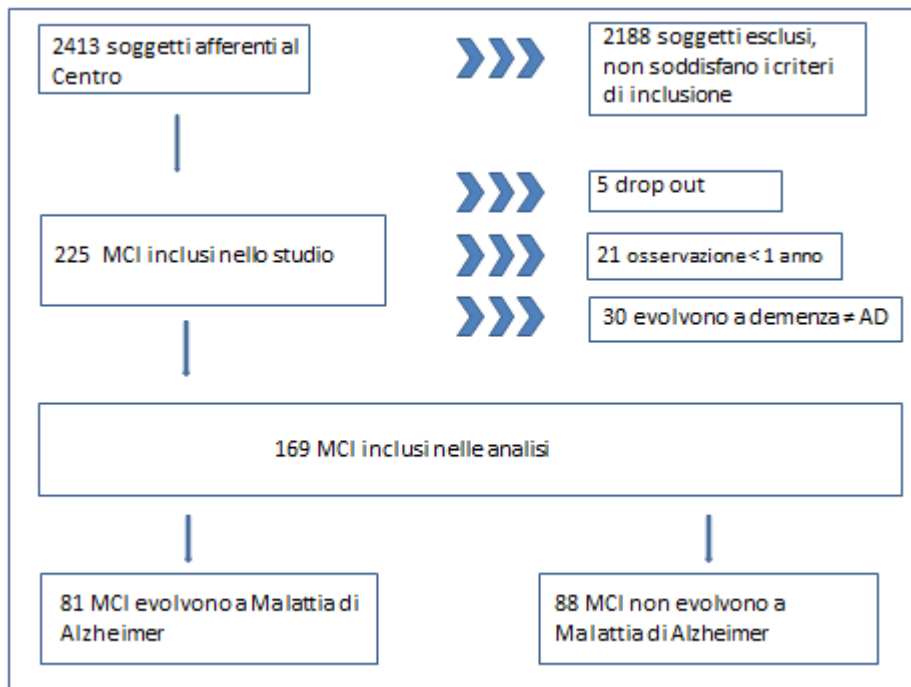 2413 soggetti afferenti al
Centro
2188 soggetti esclusi,
non soddisfano i criteri
di inclusione
5 drop out
225 MCI inclusi nello studio
21 osservazione < 1 anno
30 evolvono a demenza ≠ AD
169 MCI inclusi nelle analisi
81 MCI evolvono a Malattia di
Alzheimer
88 MCI non evolvono a
Malattia di Alzheimer